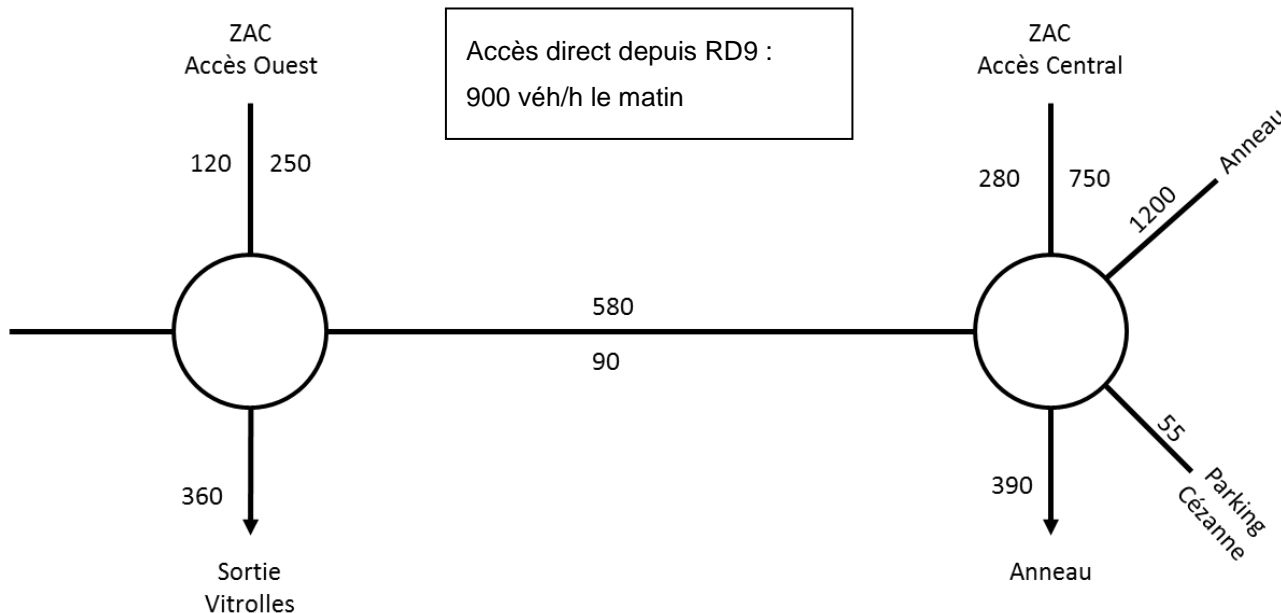 ZAC
Accès Ouest
Accès direct depuis RD9 :
900 véh/h le matin
ZAC
Accès Central
Anneau
120 250
280 750
1200
580
90
55
Parking
Cézanne
360
390
Sortie
Vitrolles
Anneau